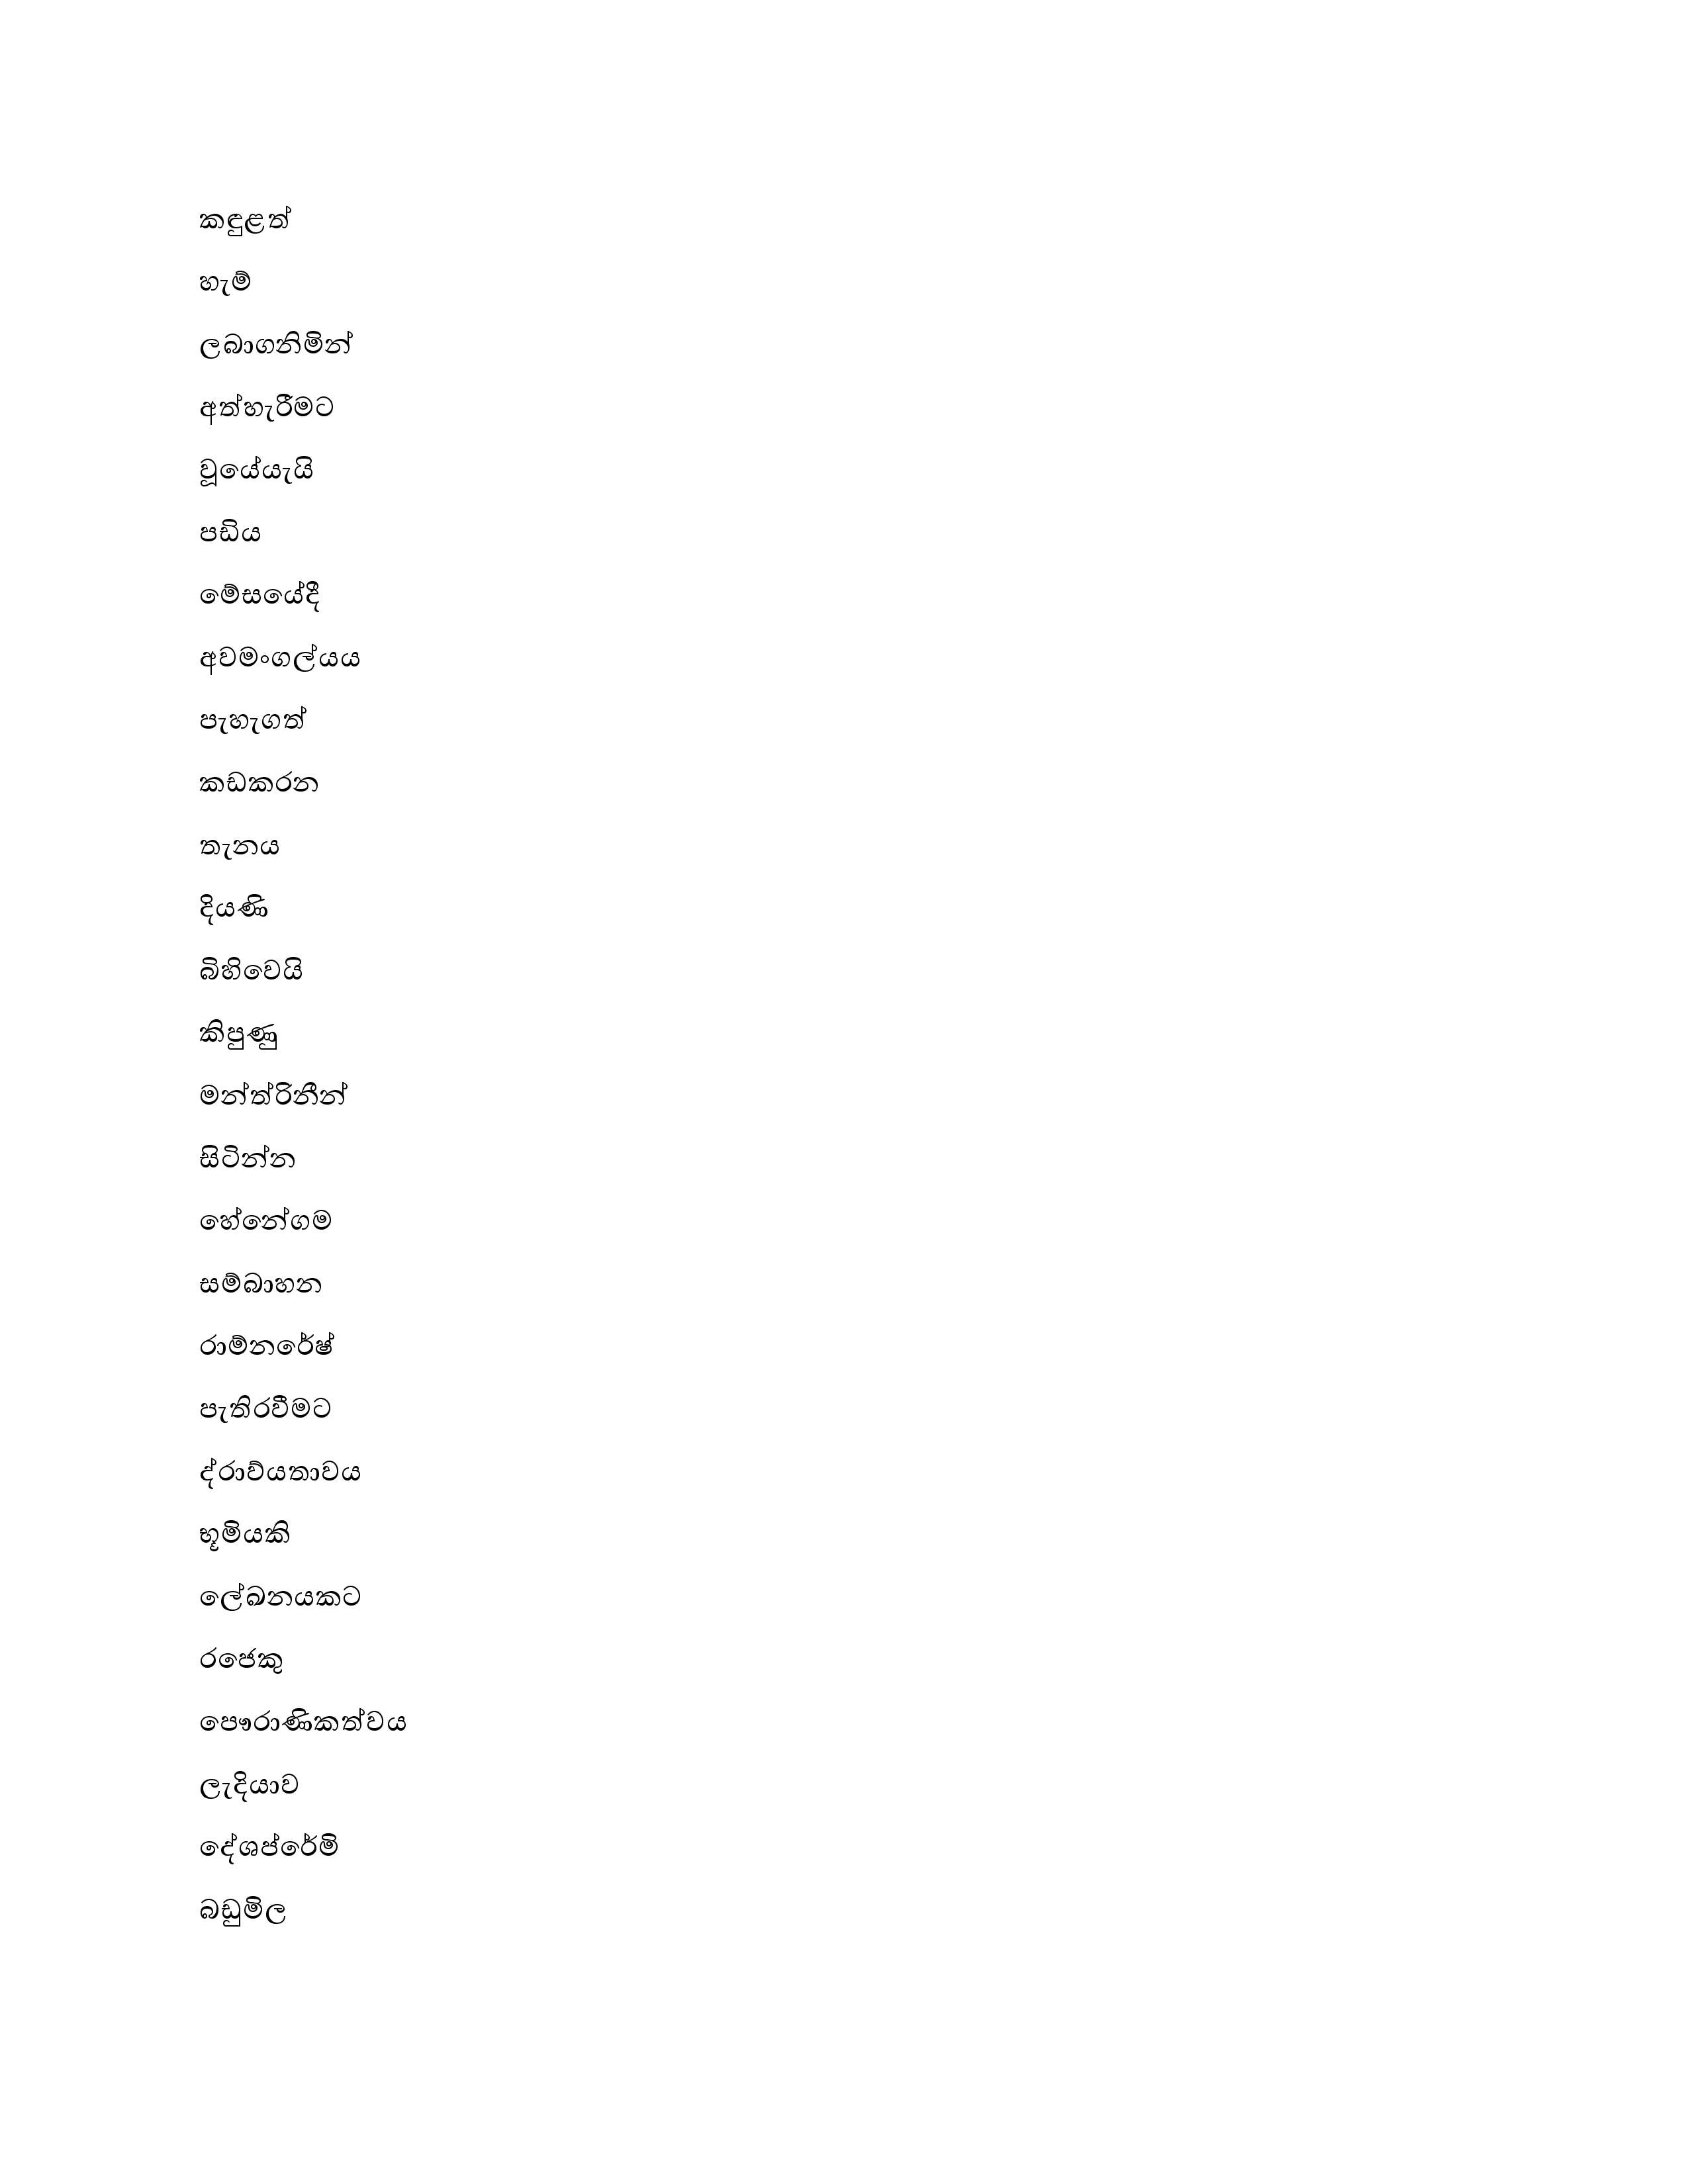 කඳුළත්
හැම්
ලබාගනිමින්
අත්හැරීමට
වූයේයැයි
පඩිය
මේසයේදී
අවමංගල්යය
පැහැගත්
කඩකරන
තැනය
දියණි
බිහිවෙයි
කිපුණු
මන්ත්රිනීන්
සිටින්න
හේනේගම
සම්බාහන
රාම්නරේෂ්
පැතිරවීමට
ද්රාව්යතාවය
භූමියකි
ලේඛනයකට
රජෙකු
පෞරාණිකත්වය
ලැදියාව
දේශප්රේමි
බඩුමිල